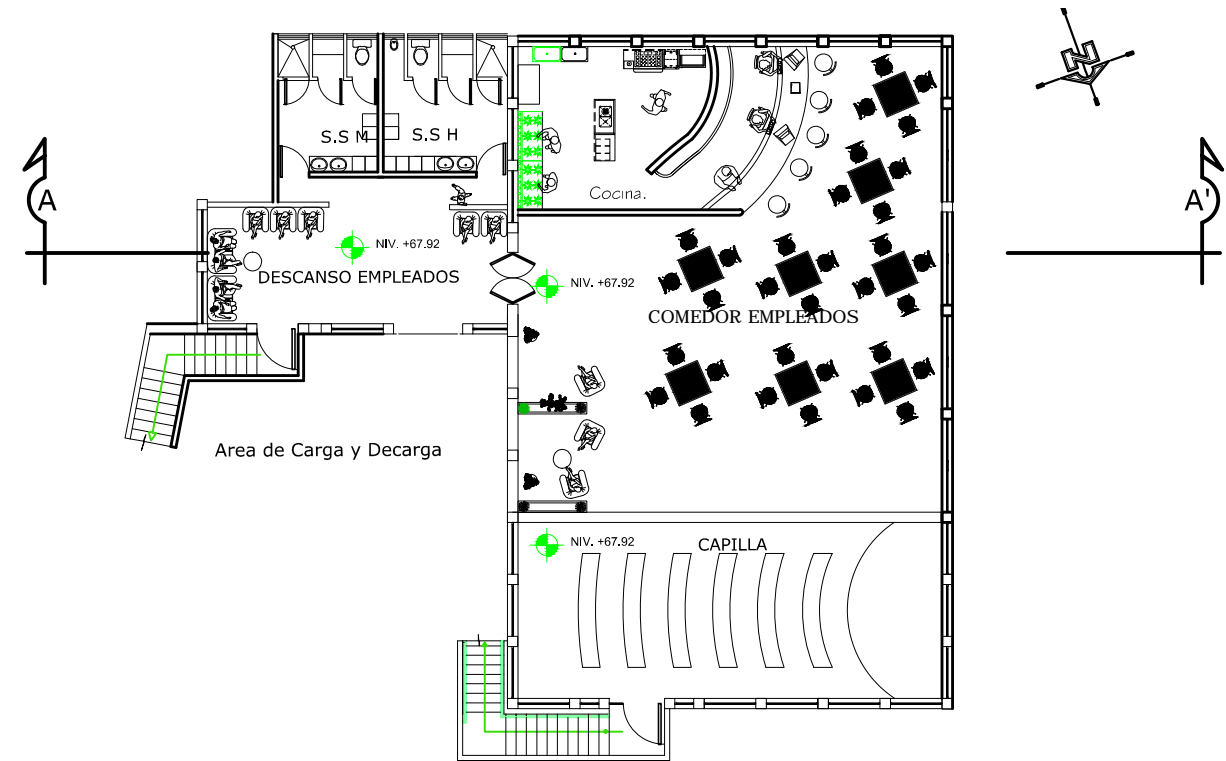 N
S.S M
S.S H
Cocina.
A
A'
NIV. +67.92
DESCANSO EMPLEADOS
NIV. +67.92
COMEDOR EMPLEADOS
Area de Carga y Decarga
NIV. +67.92
CAPILLA